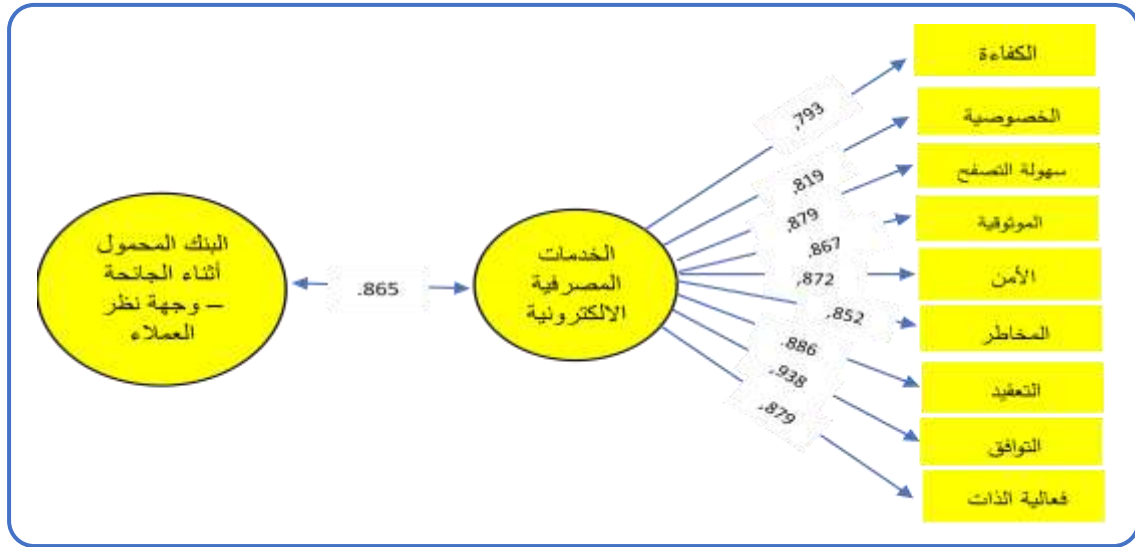 البنك المحمول
أثناء الجائحة
– وجهة نظر
العملاء
.865
الخدمات
المصرفية
الالكترونية
,793
,819
,879
,867
,872
,852
.886
,938
,879
الكفاءة
الخصوصية
سهولة التصفح
الموثوقية
الأمن
المخاطر
التعقيد
التوافق
فعالية الذات